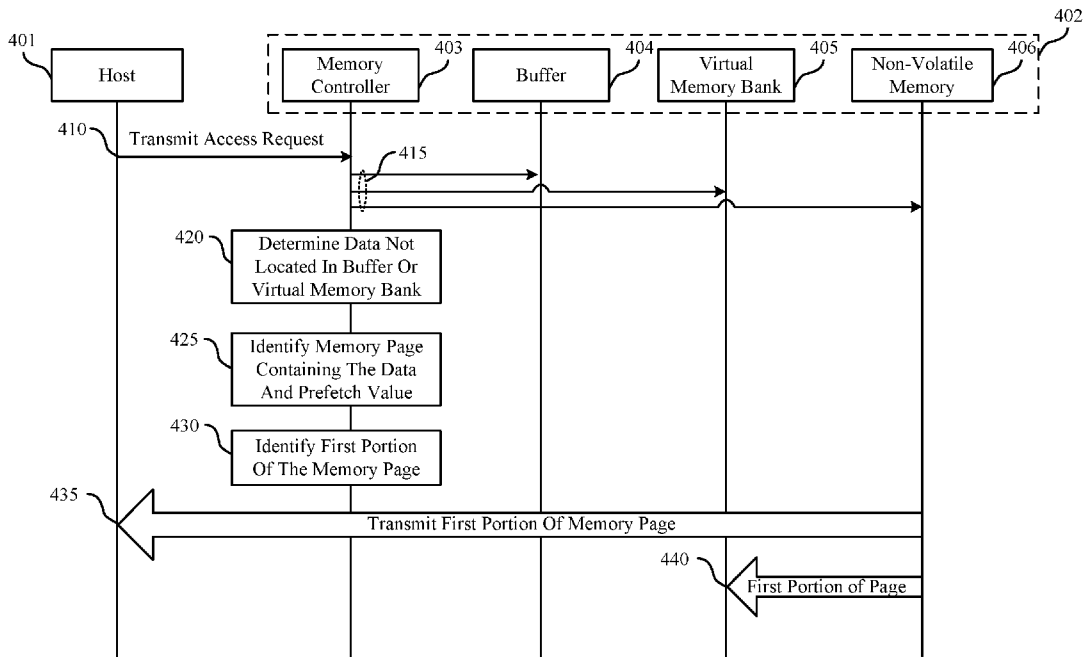 402
401
Host
403
Memory
Controller
404
Buffer
405
Virtual
Memory Bank
406
Non-Volatile
Memory
410
Transmit Access Request
415
420
Determine Data Not
Located In Buffer Or
Virtual Memory Bank
425
Identify Memory Page
Containing The Data
And Prefetch Value
430
Identify First Portion
Of The Memory Page
435
Transmit First Portion Of Memory Page
440
First Portion of Page